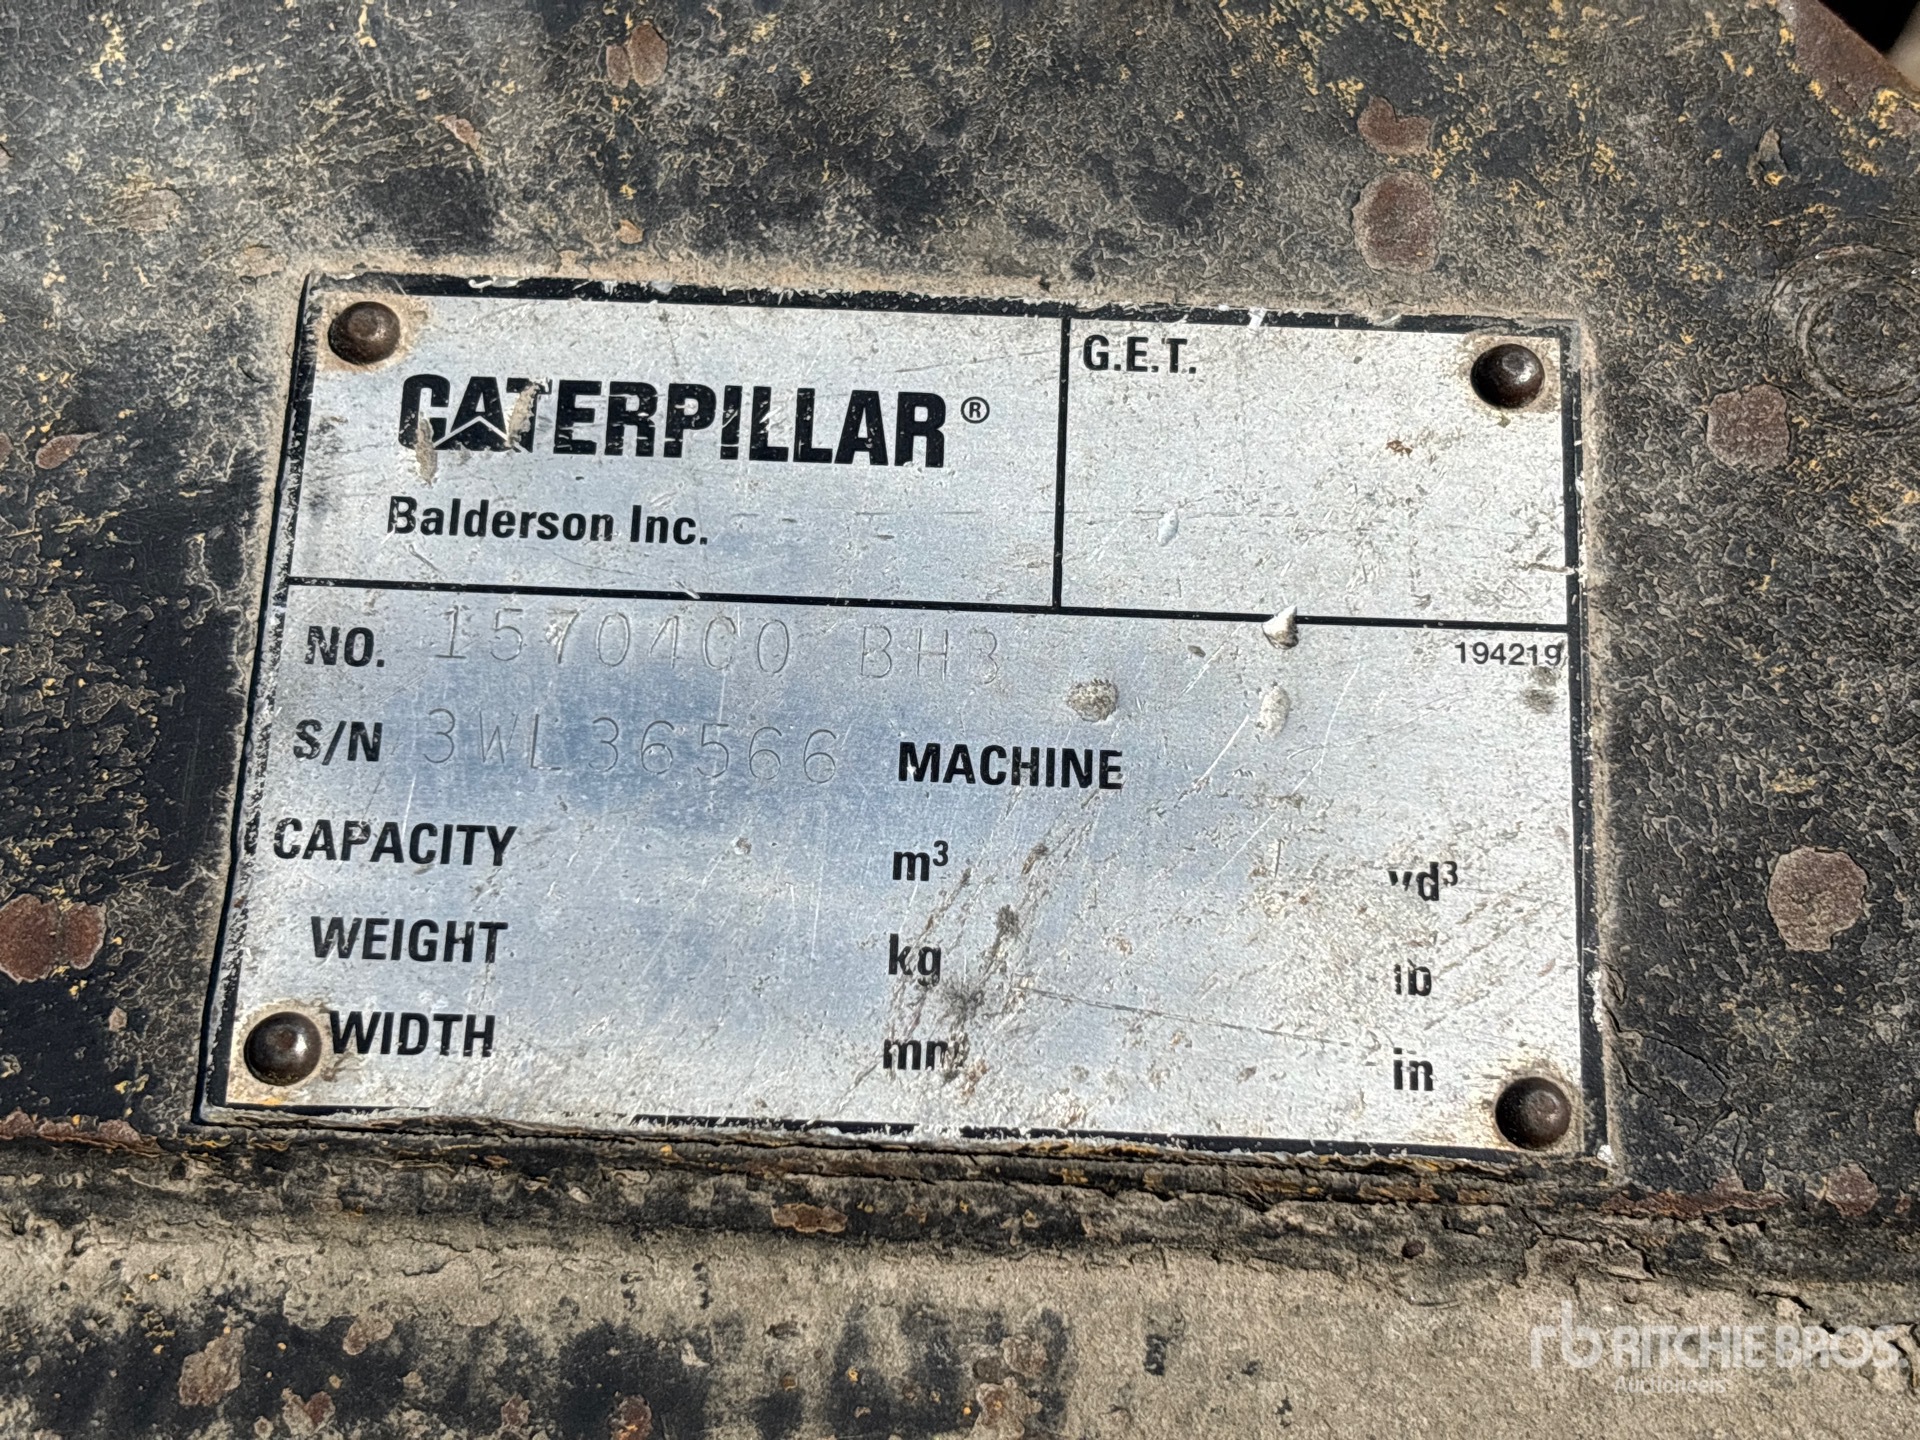 CATERPILLAR®
Balderson Inc.
G.E.T.
NO. 15704C0 BH3
194219
S/N 3WL36566 MACHINE
CAPACITY m³ yd³
WEIGHT kg lb
WIDTH mm in
rb RITCHIE BROS.
Auctioneers